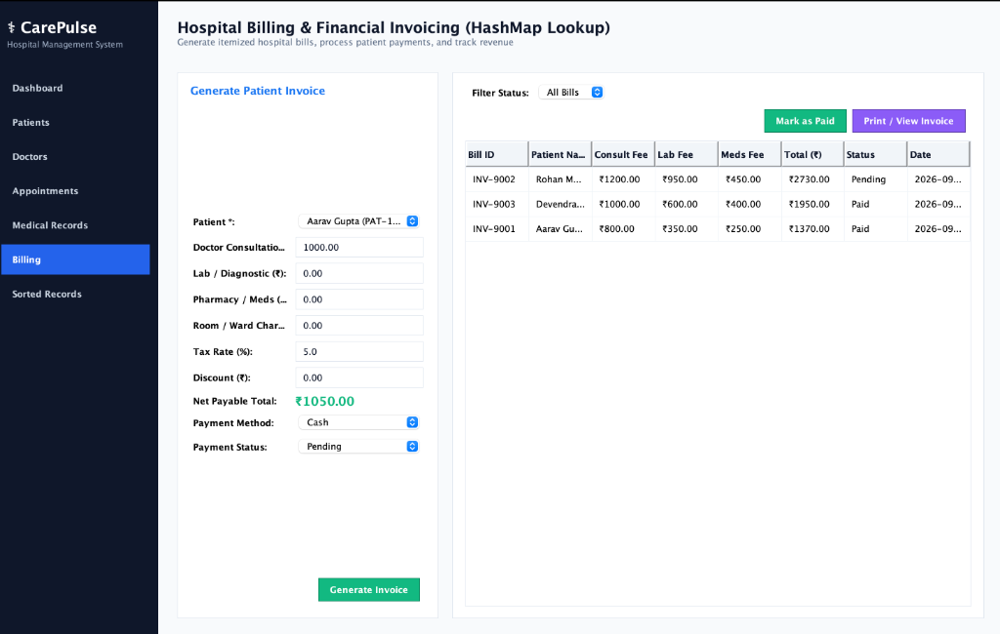 ⚕ CarePulse
Hospital Management System
Dashboard
Patients
Doctors
Appointments
Medical Records
Billing
Sorted Records
Hospital Billing & Financial Invoicing (HashMap Lookup)
Generate itemized hospital bills, process patient payments, and track revenue
Generate Patient Invoice
Patient *: Aarav Gupta (PAT-1...
Doctor Consultatio... 1000.00
Lab / Diagnostic (₹): 0.00
Pharmacy / Meds (... 0.00
Room / Ward Char... 0.00
Tax Rate (%): 5.0
Discount (₹): 0.00
Net Payable Total: ₹1050.00
Payment Method: Cash
Payment Status: Pending
Generate Invoice
Filter Status: All Bills
Mark as Paid Print / View Invoice
Bill ID Patient Na... Consult Fee Lab Fee Meds Fee Total (₹) Status Date
INV-9002 Rohan M... ₹1200.00 ₹950.00 ₹450.00 ₹2730.00 Pending 2026-09...
INV-9003 Devendra... ₹1000.00 ₹600.00 ₹400.00 ₹1950.00 Paid 2026-09...
INV-9001 Aarav Gu... ₹800.00 ₹350.00 ₹250.00 ₹1370.00 Paid 2026-09...